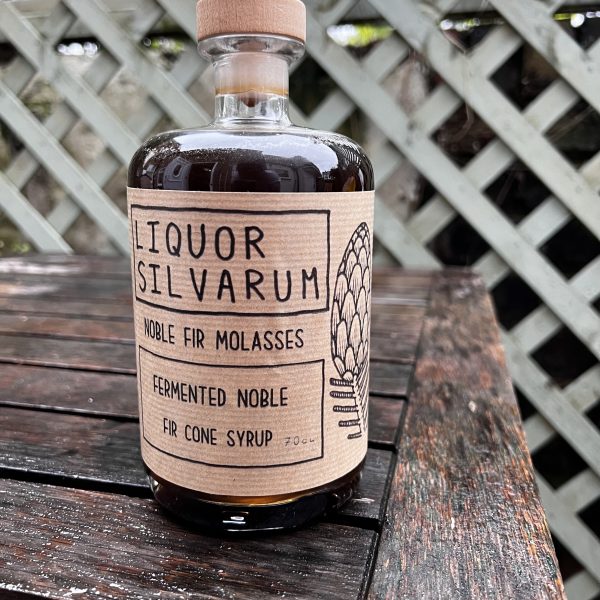 LIQUOR
SILVARUM
NOBLE FIR MOLASSES
FERMENTED NOBLE
FIR CONE SYRUP 70CL